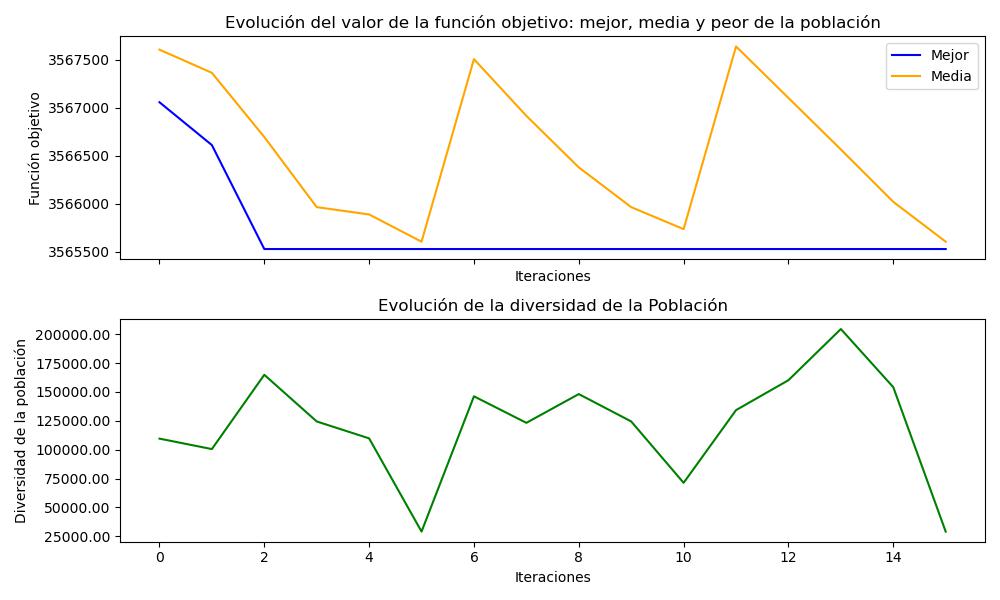 Evolución del valor de la función objetivo: mejor, media y peor de la población
Función objetivo
3567500
3567000
3566500
3566000
3565500
Mejor
Media
Iteraciones
Evolución de la diversidad de la Población
Diversidad de la población
200000.00
175000.00
150000.00
125000.00
100000.00
75000.00
50000.00
25000.00
0 2 4 6 8 10 12 14
Iteraciones